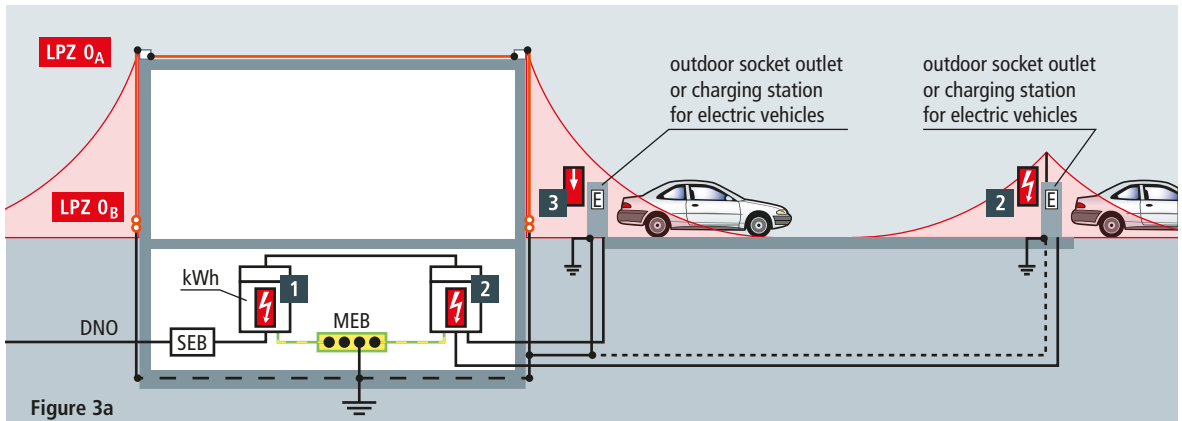 LPZ 0A
outdoor socket outlet
or charging station
for electric vehicles
outdoor socket outlet
or charging station
for electric vehicles
LPZ 0B
3
E
2
E
kWh
1
2
MEB
DNO
SEB
Figure 3a